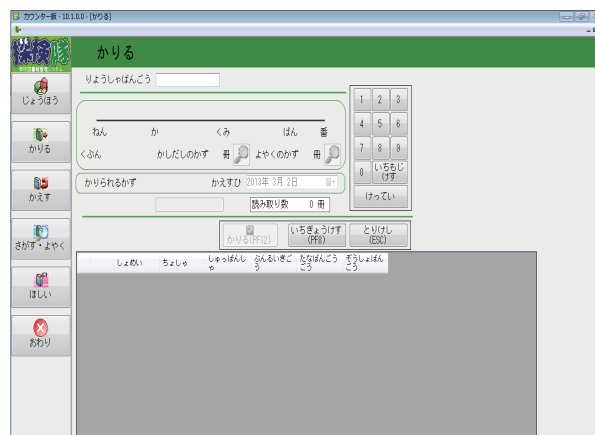 カウンター版 - 10.1.0.0 - [かりる]
探検隊
かりる
りようしゃばんごう
じょうほう
かりる
かえす
さがす・よやく
ほしい
おわり
ねん か くみ ばん 番
くぶん かしだしのかず 冊 よやくのかず 冊
かりられるかず かえすひ 2013年 3月 2日
読み取り数 0 冊
1 2 3
4 5 6
7 8 9
0 いちもじけす
けってい
かりる(PF12) いちぎょうけす(PF8) とりけし(ESC)
しょめい ちょしゃ しゅっぱんしゃ ぶんるいきごう たなばんごう ぞうしょばんごう